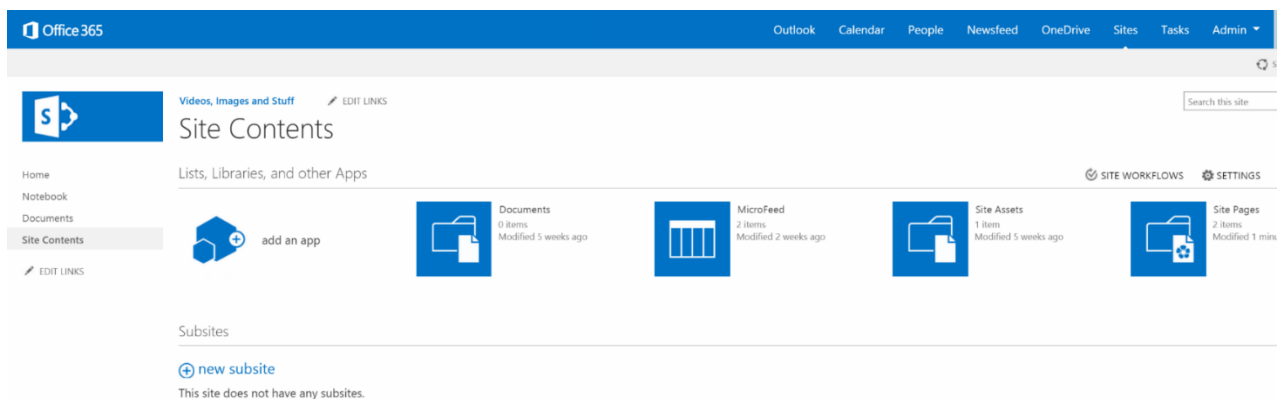 Office 365
Outlook Calendar People Newsfeed OneDrive Sites Tasks Admin
Videos, Images and Stuff EDIT LINKS
Search this site
Site Contents
Home
Notebook
Documents
Site Contents
EDIT LINKS
Lists, Libraries, and other Apps
SITE WORKFLOWS SETTINGS
add an app
Documents
0 items
Modified 5 weeks ago
MicroFeed
2 items
Modified 2 weeks ago
Site Assets
1 item
Modified 5 weeks ago
Site Pages
2 items
Modified 1
Subsites
new subsite
This site does not have any subsites.